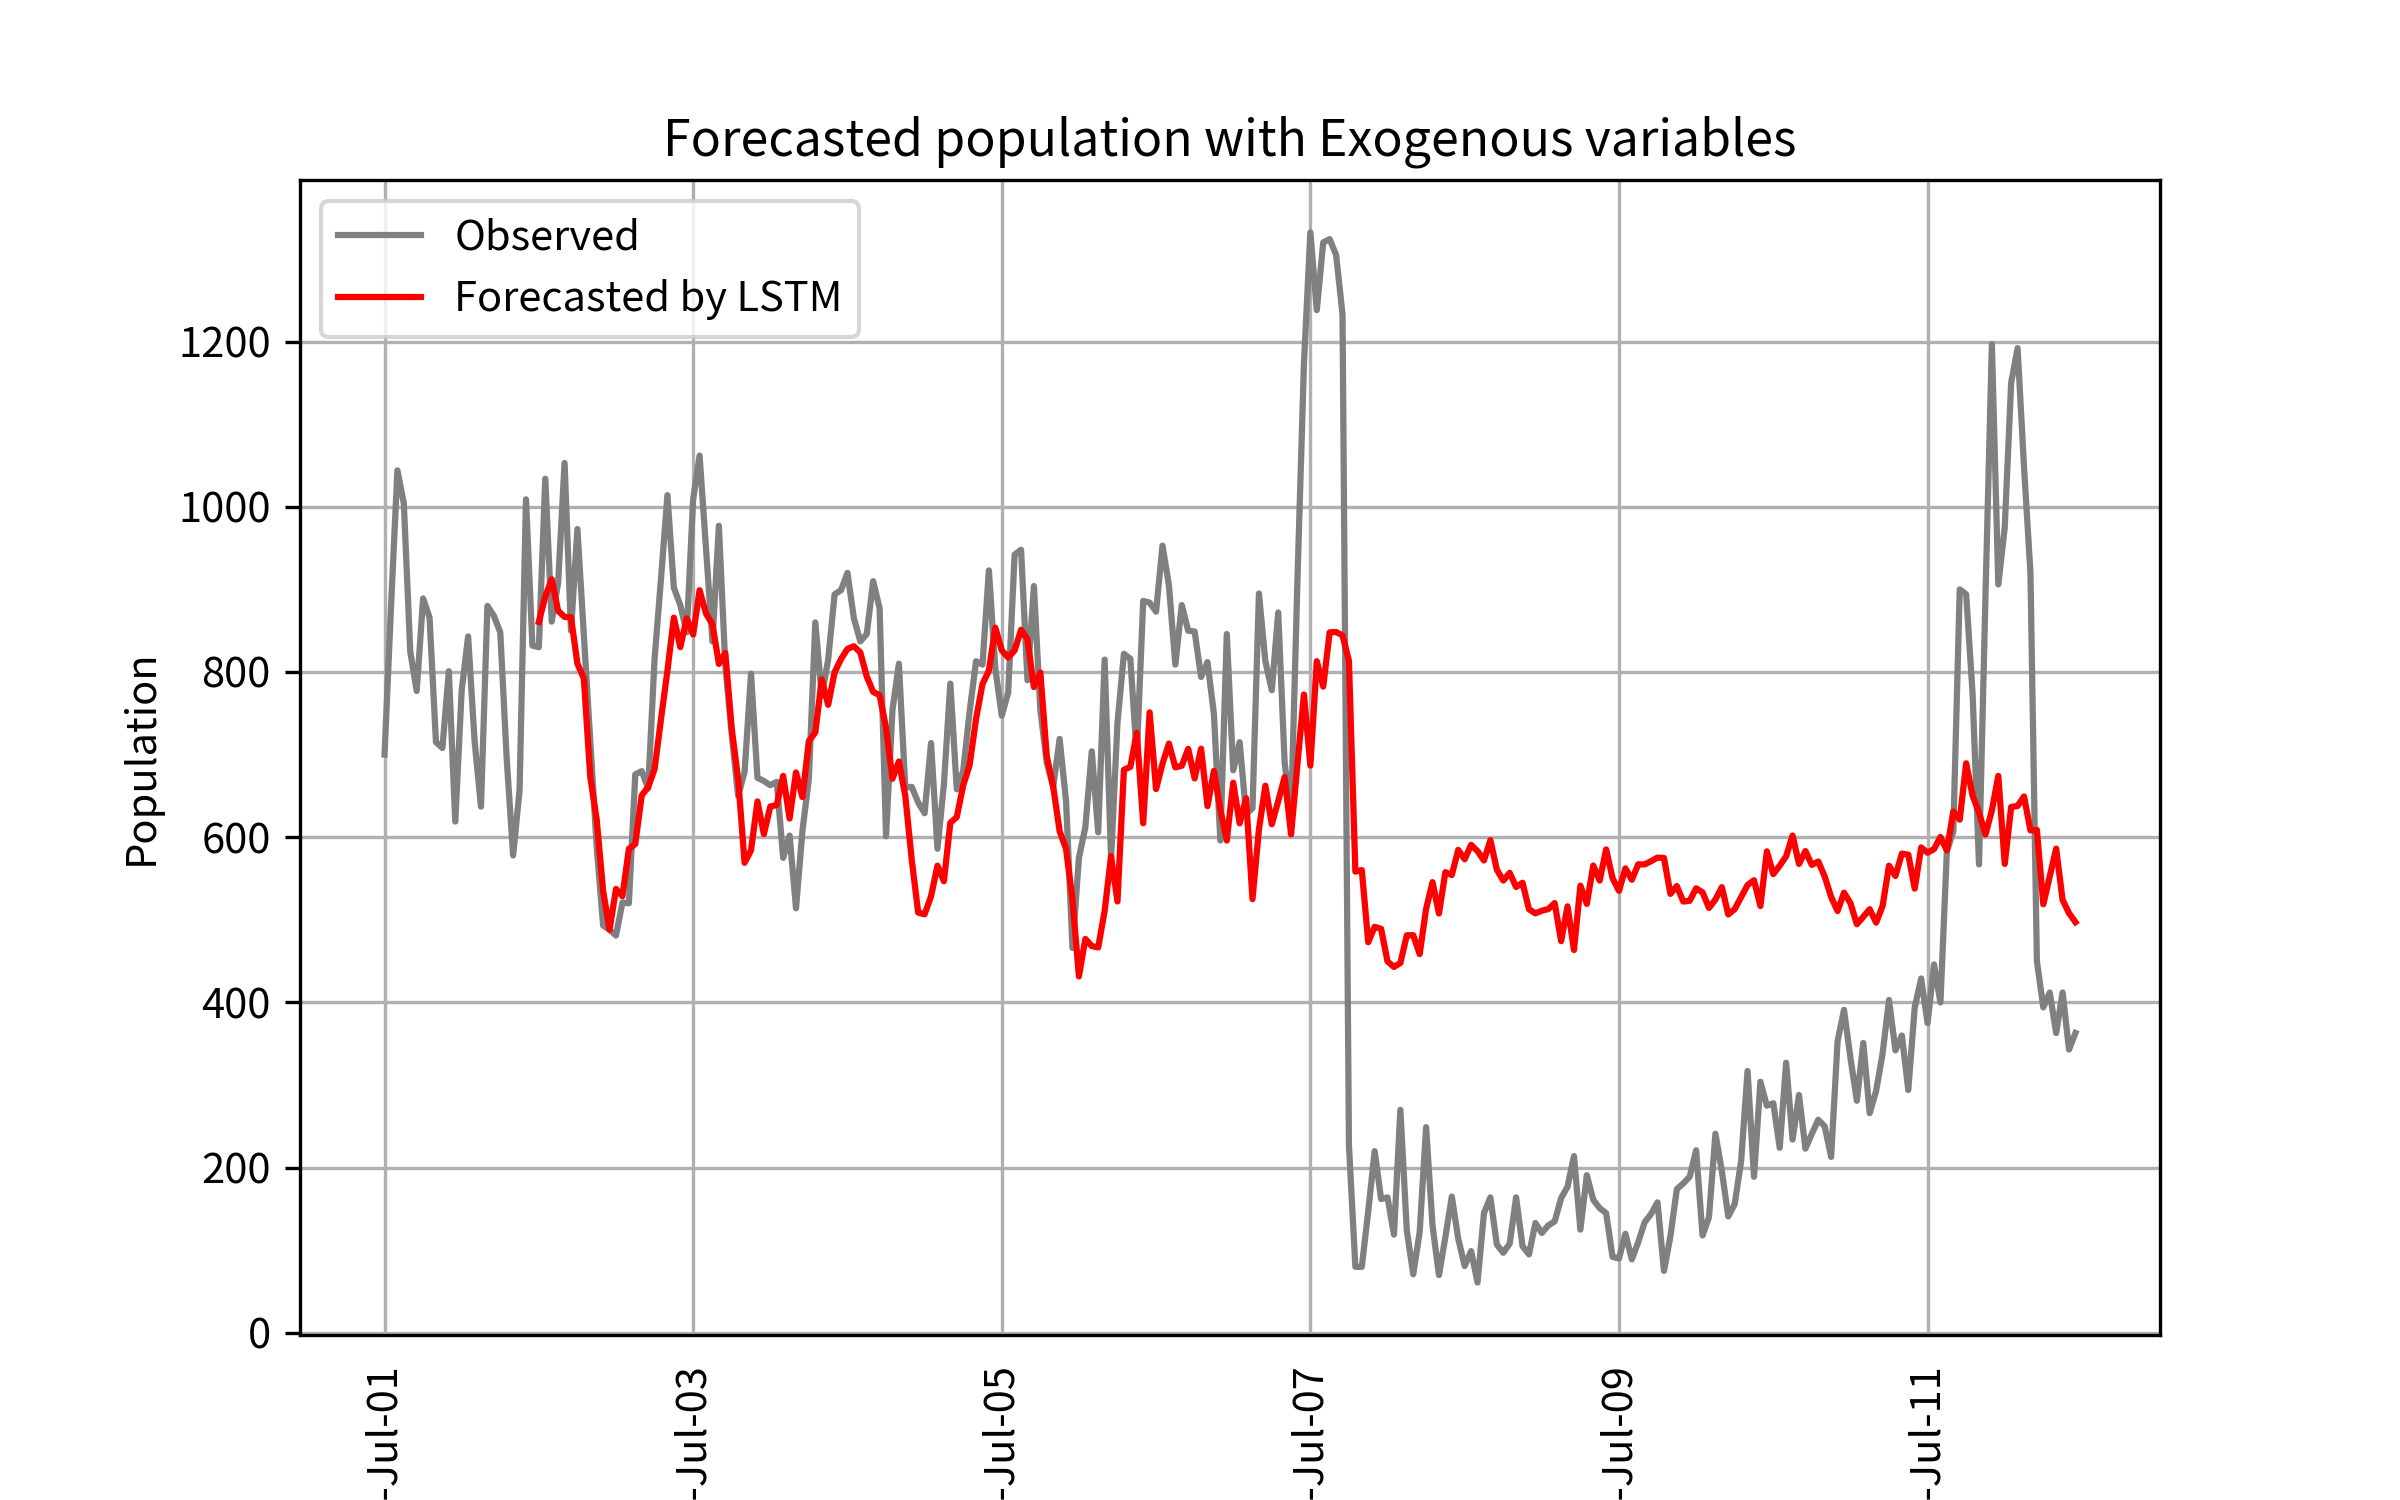 Forecasted population with Exogenous variables
Observed
Forecasted by LSTM
Population
1200
1000
800
600
400
200
0
-Jul-01
-Jul-03
-Jul-05
-Jul-07
-Jul-09
-Jul-11